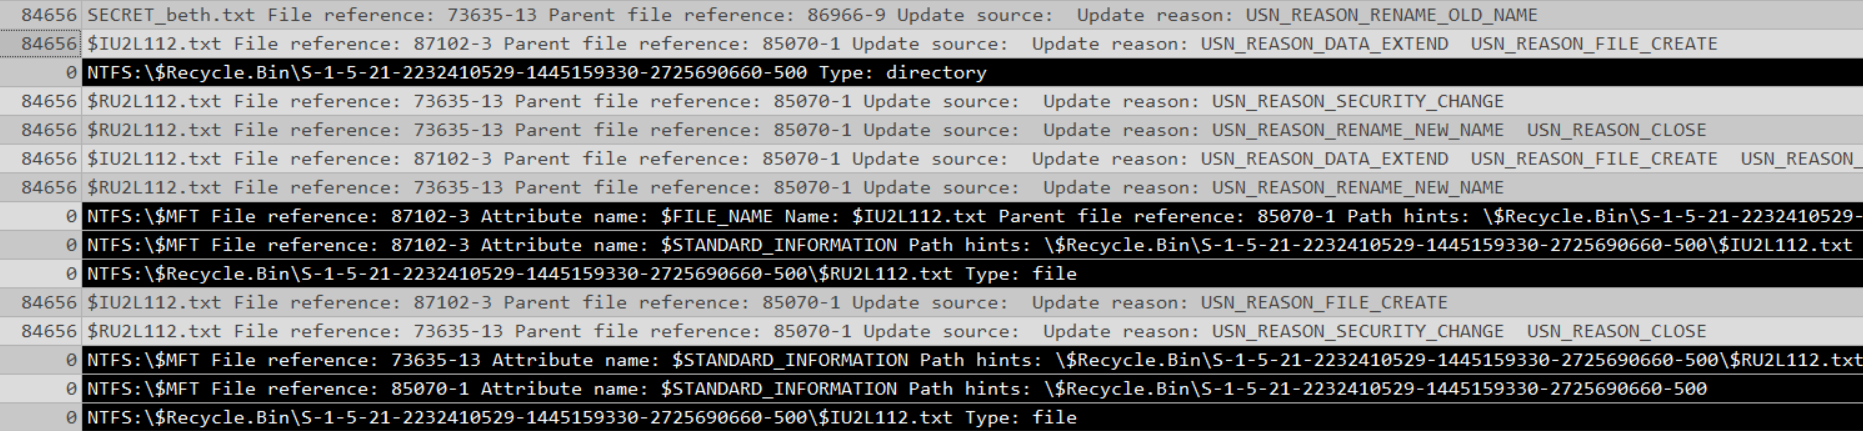 84656 SECRET_beth.txt File reference: 73635-13 Parent file reference: 86966-9 Update source:  Update reason: USN_REASON_RENAME_OLD_NAME
84656 $IU2L112.txt File reference: 87102-3 Parent file reference: 85070-1 Update source:  Update reason: USN_REASON_DATA_EXTEND  USN_REASON_FILE_CREATE
0 NTFS:\$Recycle.Bin\S-1-5-21-2232410529-1445159330-2725690660-500 Type: directory
84656 $RU2L112.txt File reference: 73635-13 Parent file reference: 85070-1 Update source:  Update reason: USN_REASON_SECURITY_CHANGE
84656 $RU2L112.txt File reference: 73635-13 Parent file reference: 85070-1 Update source:  Update reason: USN_REASON_RENAME_NEW_NAME  USN_REASON_CLOSE
84656 $IU2L112.txt File reference: 87102-3 Parent file reference: 85070-1 Update source:  Update reason: USN_REASON_DATA_EXTEND  USN_REASON_FILE_CREATE  USN_REASON_
84656 $RU2L112.txt File reference: 73635-13 Parent file reference: 85070-1 Update source:  Update reason: USN_REASON_RENAME_NEW_NAME
0 NTFS:\$MFT File reference: 87102-3 Attribute name: $FILE_NAME Name: $IU2L112.txt Parent file reference: 85070-1 Path hints: \$Recycle.Bin\S-1-5-21-2232410529-
0 NTFS:\$MFT File reference: 87102-3 Attribute name: $STANDARD_INFORMATION Path hints: \$Recycle.Bin\S-1-5-21-2232410529-1445159330-2725690660-500\$IU2L112.txt
0 NTFS:\$Recycle.Bin\S-1-5-21-2232410529-1445159330-2725690660-500\$RU2L112.txt Type: file
84656 $IU2L112.txt File reference: 87102-3 Parent file reference: 85070-1 Update source:  Update reason: USN_REASON_FILE_CREATE
84656 $RU2L112.txt File reference: 73635-13 Parent file reference: 85070-1 Update source:  Update reason: USN_REASON_SECURITY_CHANGE  USN_REASON_CLOSE
0 NTFS:\$MFT File reference: 73635-13 Attribute name: $STANDARD_INFORMATION Path hints: \$Recycle.Bin\S-1-5-21-2232410529-1445159330-2725690660-500\$RU2L112.txt
0 NTFS:\$MFT File reference: 85070-1 Attribute name: $STANDARD_INFORMATION Path hints: \$Recycle.Bin\S-1-5-21-2232410529-1445159330-2725690660-500
0 NTFS:\$Recycle.Bin\S-1-5-21-2232410529-1445159330-2725690660-500\$IU2L112.txt Type: file